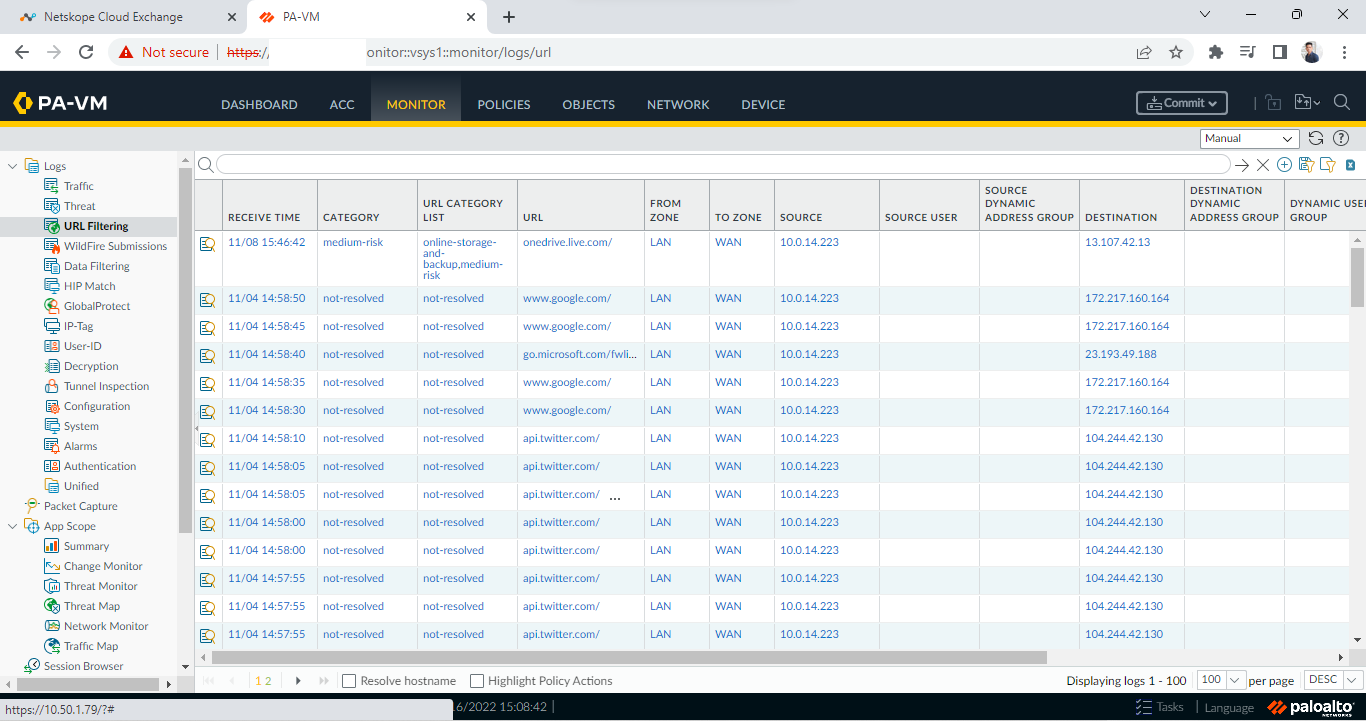 Netskope Cloud Exchange
PA-VM
Not secure https:/ onitor::vsys1::monitor/logs/url
PA-VM
DASHBOARD ACC MONITOR POLICIES OBJECTS NETWORK DEVICE
Commit
Manual
Logs
Traffic
Threat
URL Filtering
WildFire Submissions
Data Filtering
HIP Match
GlobalProtect
IP-Tag
User-ID
Decryption
Tunnel Inspection
Configuration
System
Alarms
Authentication
Unified
Packet Capture
App Scope
Summary
Change Monitor
Threat Monitor
Threat Map
Network Monitor
Traffic Map
Session Browser
RECEIVE TIME CATEGORY URL CATEGORY LIST URL FROM ZONE TO ZONE SOURCE SOURCE USER SOURCE DYNAMIC ADDRESS GROUP DESTINATION DESTINATION DYNAMIC ADDRESS GROUP DYNAMIC USER GROUP
11/08 15:46:42 medium-risk online-storage-and-backup,medium-risk onedrive.live.com/ LAN WAN 10.0.14.223 13.107.42.13
11/04 14:58:50 not-resolved not-resolved www.google.com/ LAN WAN 10.0.14.223 172.217.160.164
11/04 14:58:45 not-resolved not-resolved www.google.com/ LAN WAN 10.0.14.223 172.217.160.164
11/04 14:58:40 not-resolved not-resolved go.microsoft.com/fwli... LAN WAN 10.0.14.223 23.193.49.188
11/04 14:58:35 not-resolved not-resolved www.google.com/ LAN WAN 10.0.14.223 172.217.160.164
11/04 14:58:30 not-resolved not-resolved www.google.com/ LAN WAN 10.0.14.223 172.217.160.164
11/04 14:58:10 not-resolved not-resolved api.twitter.com/ LAN WAN 10.0.14.223 104.244.42.130
11/04 14:58:05 not-resolved not-resolved api.twitter.com/ LAN WAN 10.0.14.223 104.244.42.130
11/04 14:58:05 not-resolved not-resolved api.twitter.com/ ... LAN WAN 10.0.14.223 104.244.42.130
11/04 14:58:00 not-resolved not-resolved api.twitter.com/ LAN WAN 10.0.14.223 104.244.42.130
11/04 14:58:00 not-resolved not-resolved api.twitter.com/ LAN WAN 10.0.14.223 104.244.42.130
11/04 14:57:55 not-resolved not-resolved api.twitter.com/ LAN WAN 10.0.14.223 104.244.42.130
11/04 14:57:55 not-resolved not-resolved api.twitter.com/ LAN WAN 10.0.14.223 104.244.42.130
11/04 14:57:55 not-resolved not-resolved api.twitter.com/ LAN WAN 10.0.14.223 104.244.42.130
1 2 Resolve hostname Highlight Policy Actions Displaying logs 1 - 100 100 per page DESC
https://10.50.1.79/?# .6/2022 15:08:42 | Tasks | Language paloalto NETWORKS